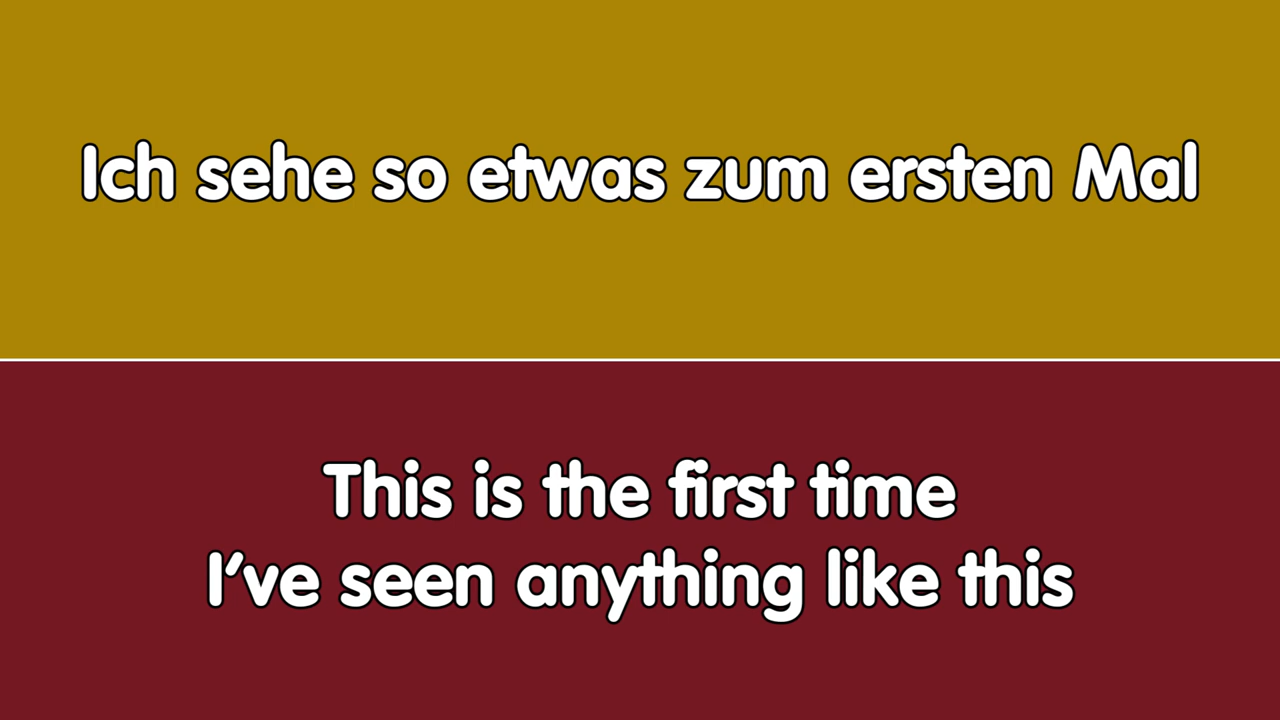 Ich sehe so etwas zum ersten Mal
This is the first time
I've seen anything like this